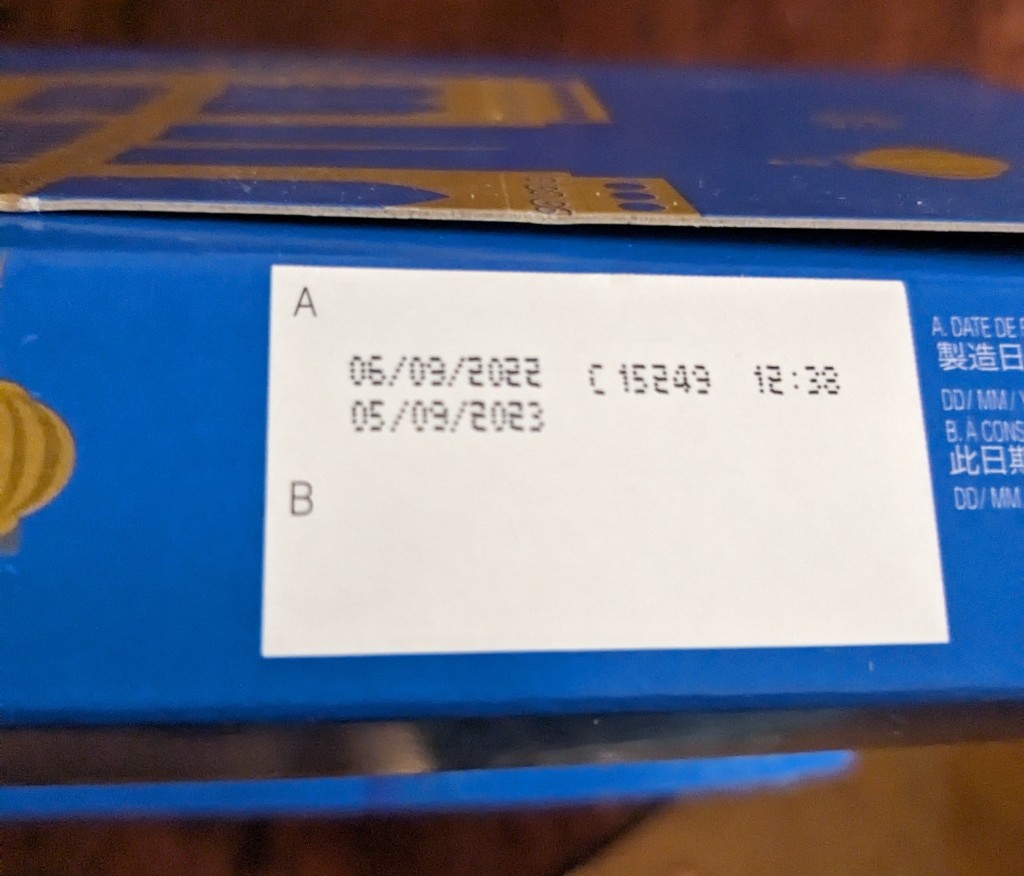 A
06/09/2022 C15249 12:38
05/09/2023
B
A. DATE DE
製造日
DD/ MM/
B. À CONS
此日期
DD/ MM